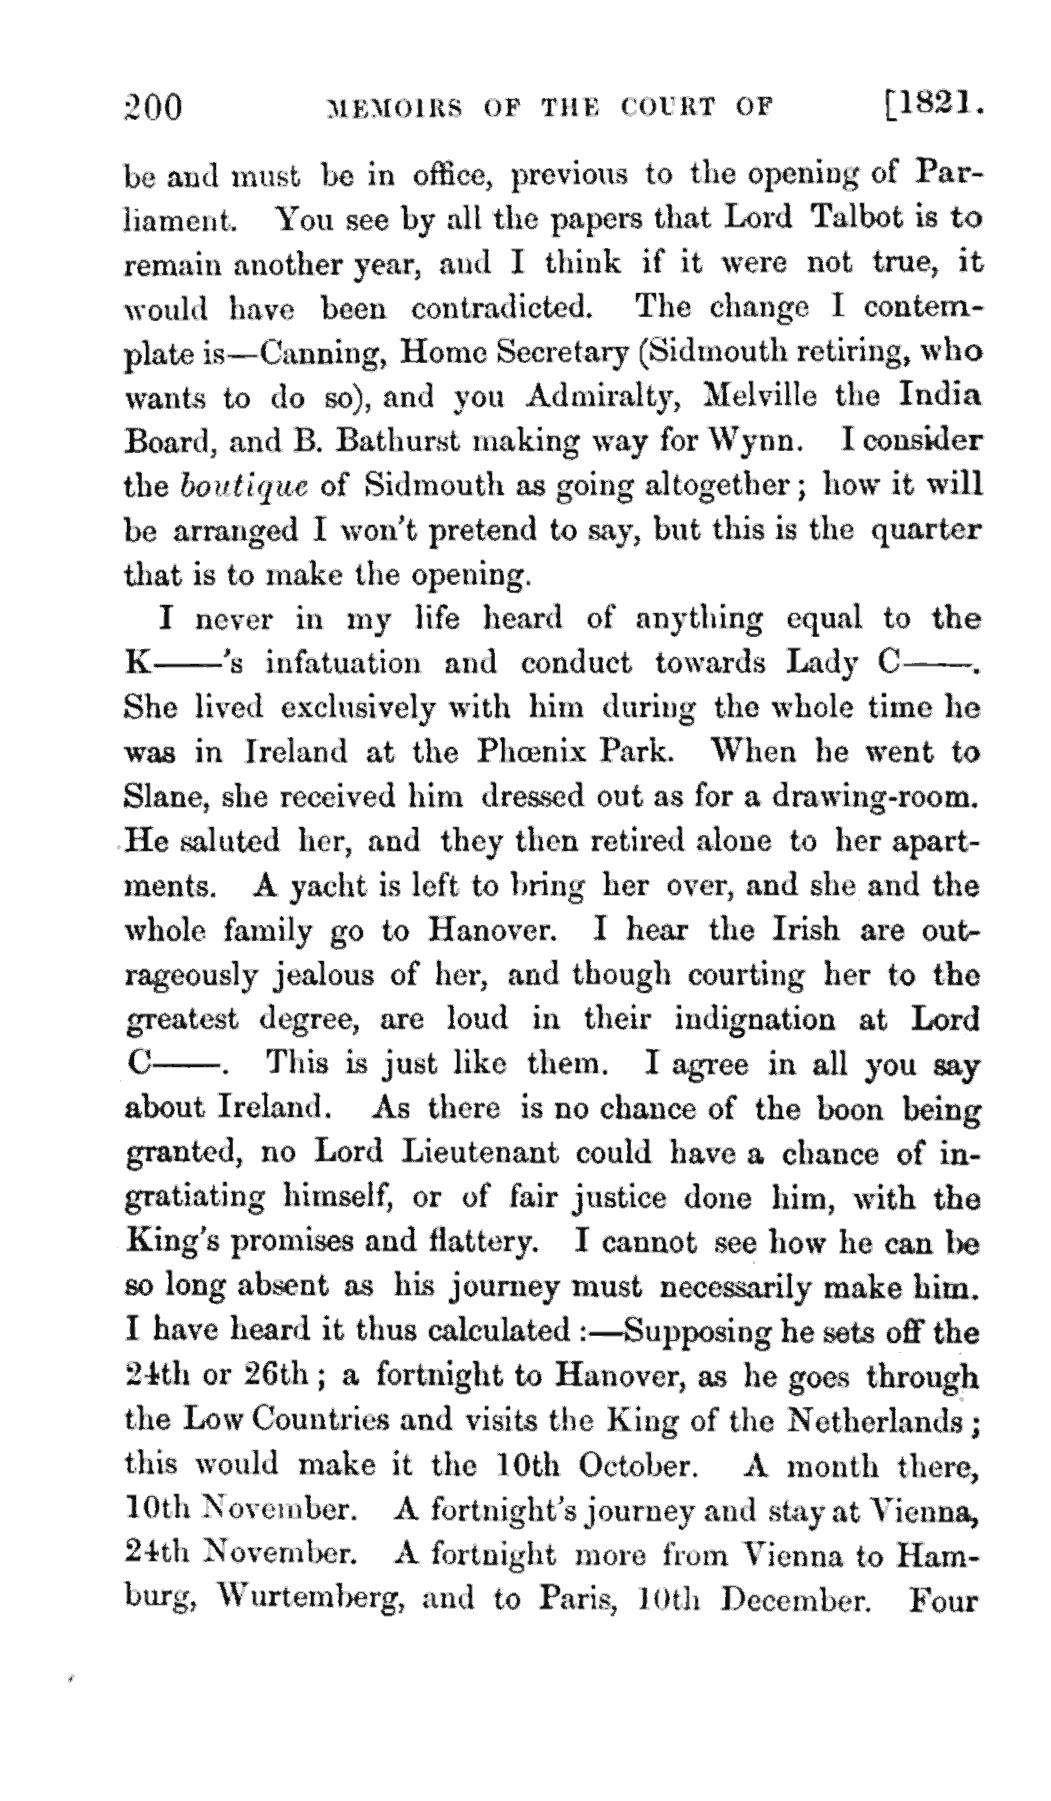 200 MEMOIRS OF THE COURT OF [1821.
be and must be in office, previous to the opening of Par-
liament. You see by all the papers that Lord Talbot is to
remain another year, and I think if it were not true, it
would have been contradicted. The change I contem-
plate is—Canning, Home Secretary (Sidmouth retiring, who
wants to do so), and you Admiralty, Melville the India
Board, and B. Bathurst making way for Wynn. I consider
the boutique of Sidmouth as going altogether; how it will
be arranged I won't pretend to say, but this is the quarter
that is to make the opening.
I never in my life heard of anything equal to the
K——'s infatuation and conduct towards Lady C——.
She lived exclusively with him during the whole time he
was in Ireland at the Phœnix Park. When he went to
Slane, she received him dressed out as for a drawing-room.
He saluted her, and they then retired alone to her apart-
ments. A yacht is left to bring her over, and she and the
whole family go to Hanover. I hear the Irish are out-
rageously jealous of her, and though courting her to the
greatest degree, are loud in their indignation at Lord
C——. This is just like them. I agree in all you say
about Ireland. As there is no chance of the boon being
granted, no Lord Lieutenant could have a chance of in-
gratiating himself, or of fair justice done him, with the
King's promises and flattery. I cannot see how he can be
so long absent as his journey must necessarily make him.
I have heard it thus calculated:—Supposing he sets off the
24th or 26th; a fortnight to Hanover, as he goes through
the Low Countries and visits the King of the Netherlands;
this would make it the 10th October. A month there,
10th November. A fortnight's journey and stay at Vienna,
24th November. A fortnight more from Vienna to Ham-
burg, Wurtemberg, and to Paris, 10th December. Four